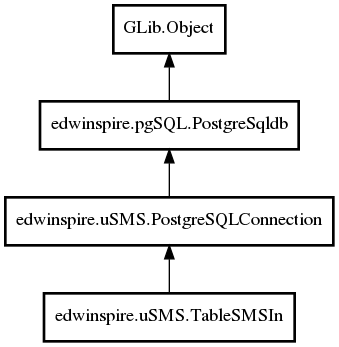 GLib.Object
edwinspire.pgSQL.PostgreSqldb
edwinspire.uSMS.PostgreSQLConnection
edwinspire.uSMS.TableSMSIn